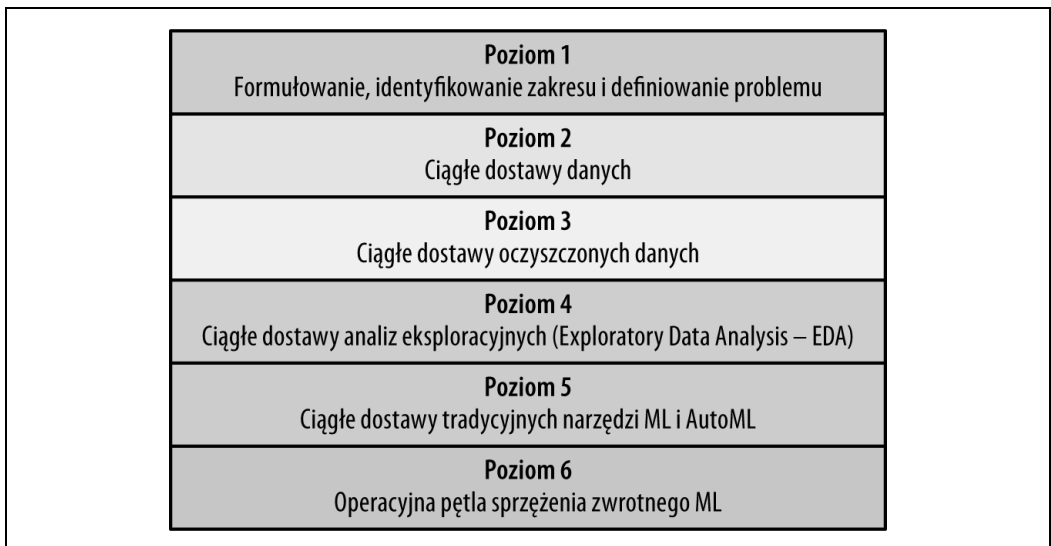 Poziom 1
Formułowanie, identyfikowanie zakresu i definiowanie problemu
Poziom 2
Ciągłe dostawy danych
Poziom 3
Ciągłe dostawy oczyszczonych danych
Poziom 4
Ciągłe dostawy analiz eksploracyjnych (Exploratory Data Analysis – EDA)
Poziom 5
Ciągłe dostawy tradycyjnych narzędzi ML i AutoML
Poziom 6
Operacyjna pętla sprzężenia zwrotnego ML